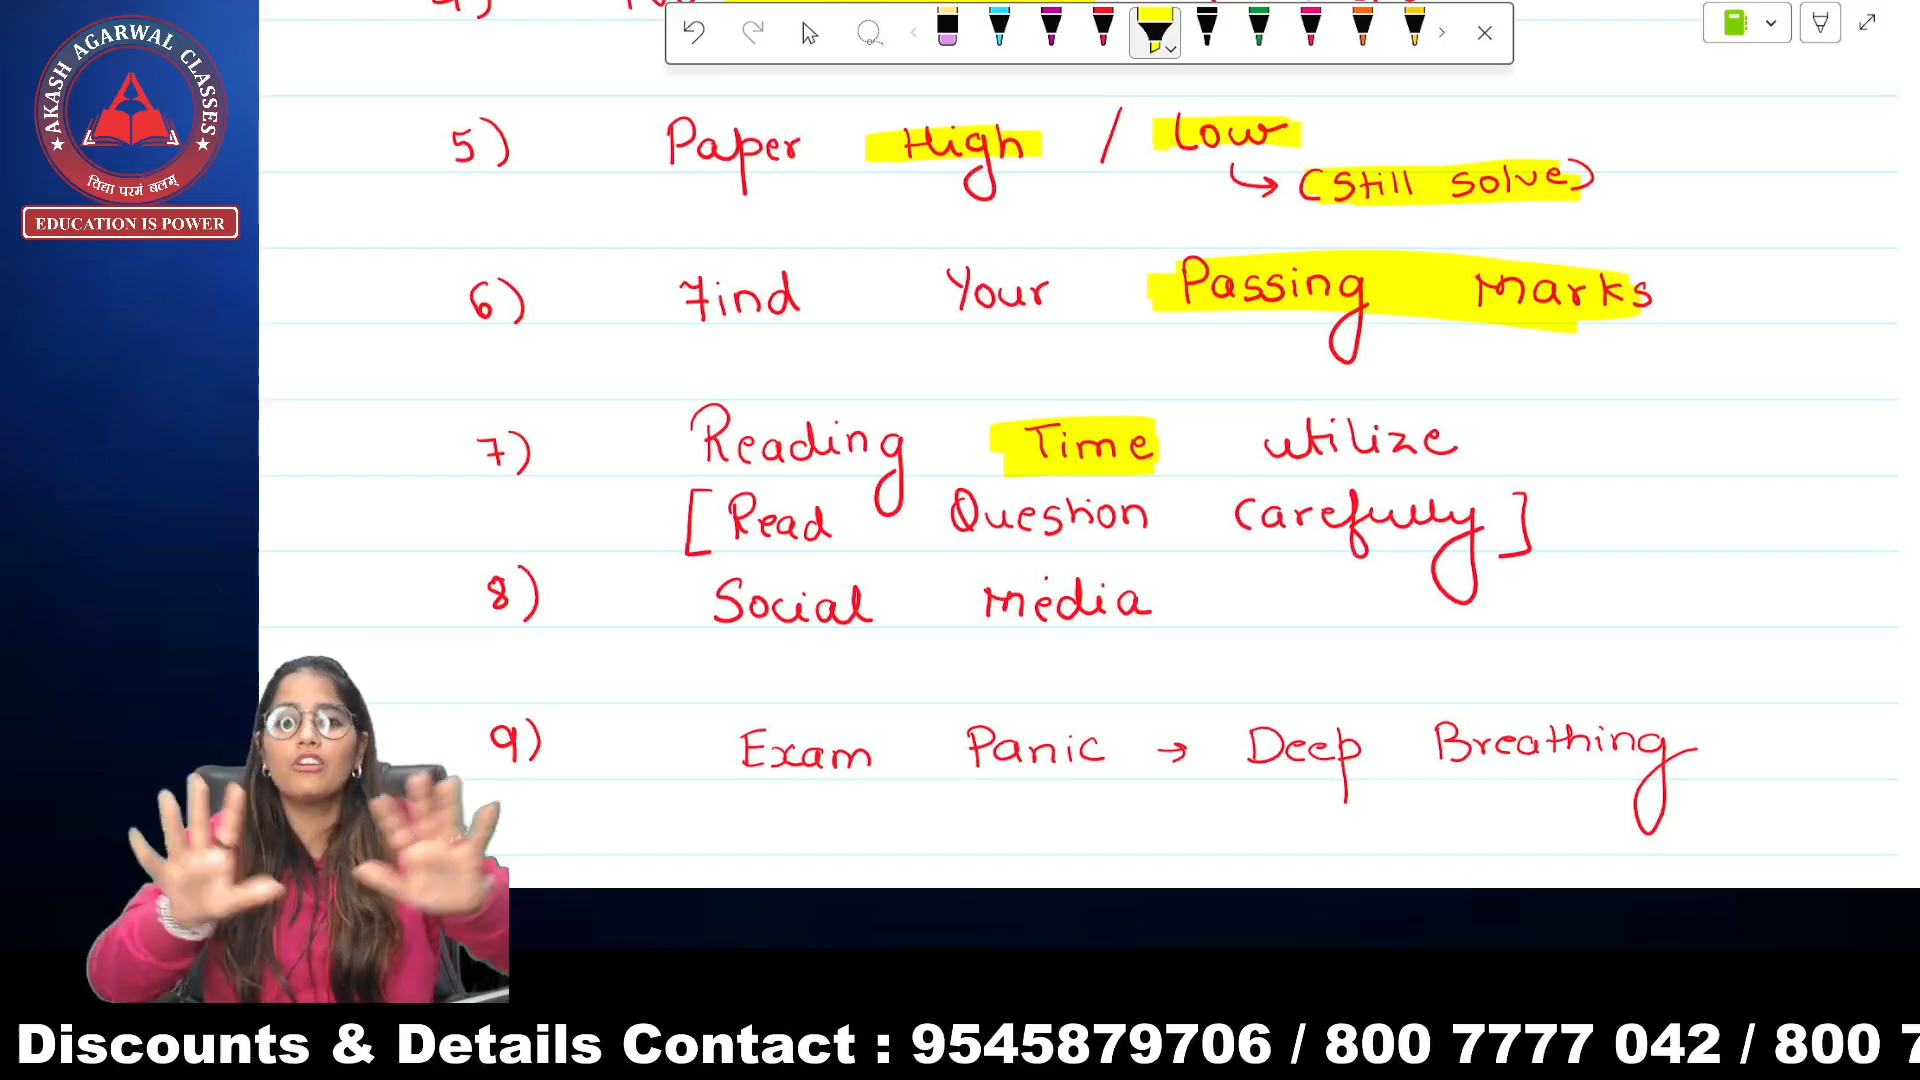 4)
AKASH AGARWAL CLASSES
विद्या परमं बलम्
EDUCATION IS POWER
5) Paper High / Low
↳ (Still solve)
6) Find Your Passing Marks
7) Reading Time utilize
[Read Question carefully]
8) Social media
9) Exam Panic → Deep Breathing
Discounts & Details Contact : 9545879706 / 800 7777 042 / 800 7